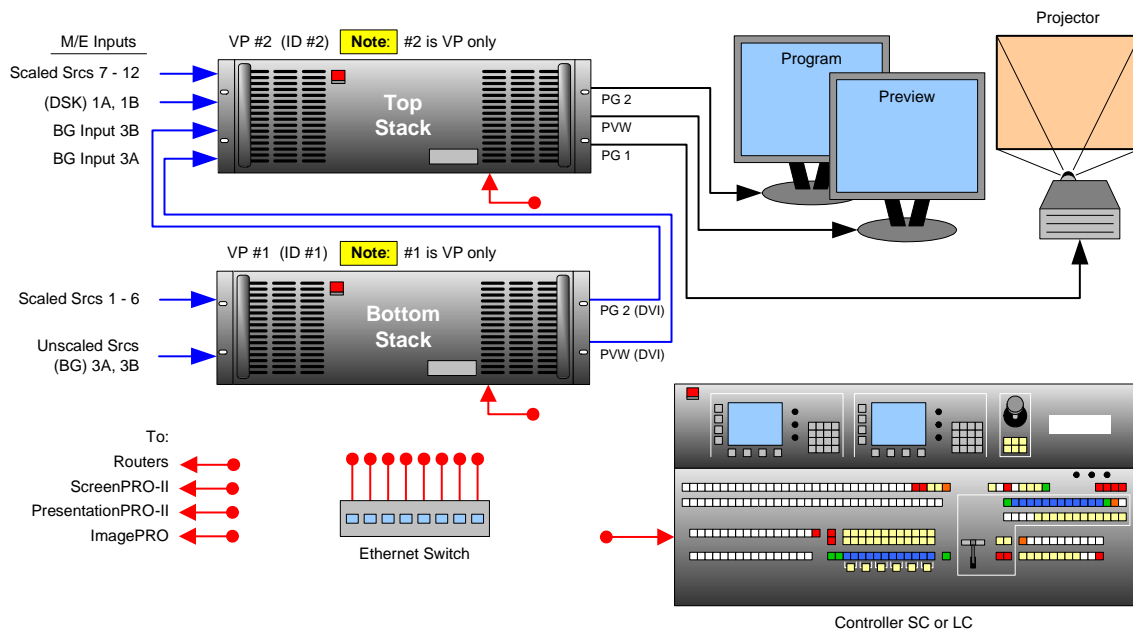 M/E Inputs
VP #2 (ID #2) Note: #2 is VP only
Projector
Scaled Srcs 7 - 12
(DSK) 1A, 1B
BG Input 3B
BG Input 3A
Top
Stack
PG 2
PVW
PG 1
Program
Preview
VP #1 (ID #1) Note: #1 is VP only
Scaled Srcs 1 - 6
Unscaled Srcs
(BG) 3A, 3B
Bottom
Stack
PG 2 (DVI)
PVW (DVI)
To:
Routers
ScreenPRO-II
PresentationPRO-II
ImagePRO
Ethernet Switch
Controller SC or LC